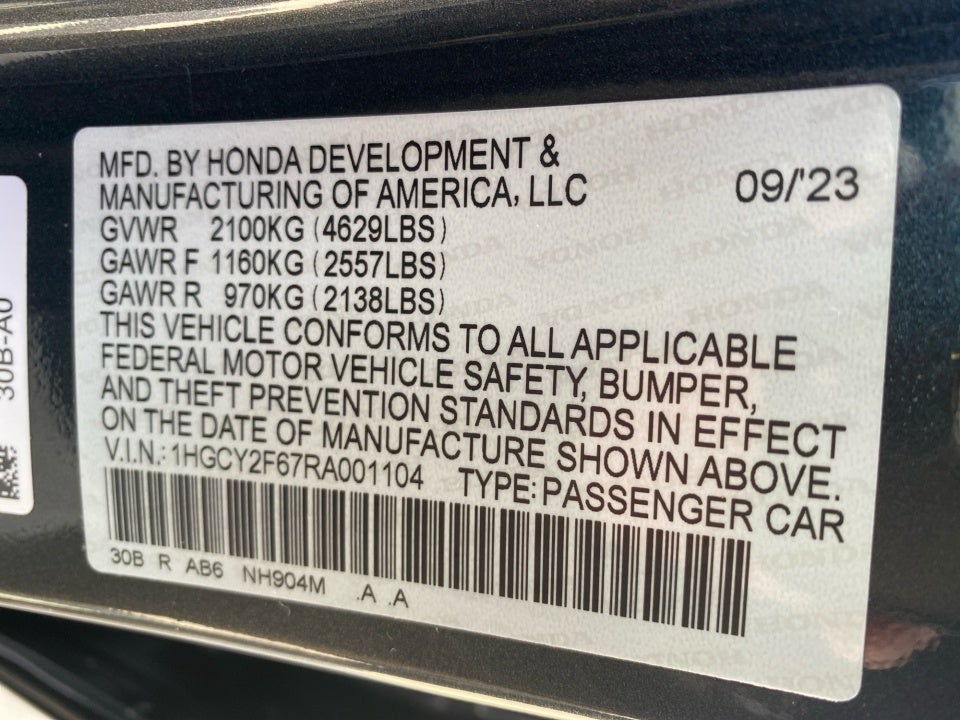 MFD. BY HONDA DEVELOPMENT &
MANUFACTURING OF AMERICA, LLC
09/'23
GVWR 2100KG (4629LBS)
GAWR F 1160KG (2557LBS)
GAWR R 970KG (2138LBS)
THIS VEHICLE CONFORMS TO ALL APPLICABLE
FEDERAL MOTOR VEHICLE SAFETY, BUMPER,
AND THEFT PREVENTION STANDARDS IN EFFECT
ON THE DATE OF MANUFACTURE SHOWN ABOVE.
V.I.N.: 1HGCY2F67RA001104 TYPE: PASSENGER CAR
30B R AB6 NH904M .A .A
30B-A0